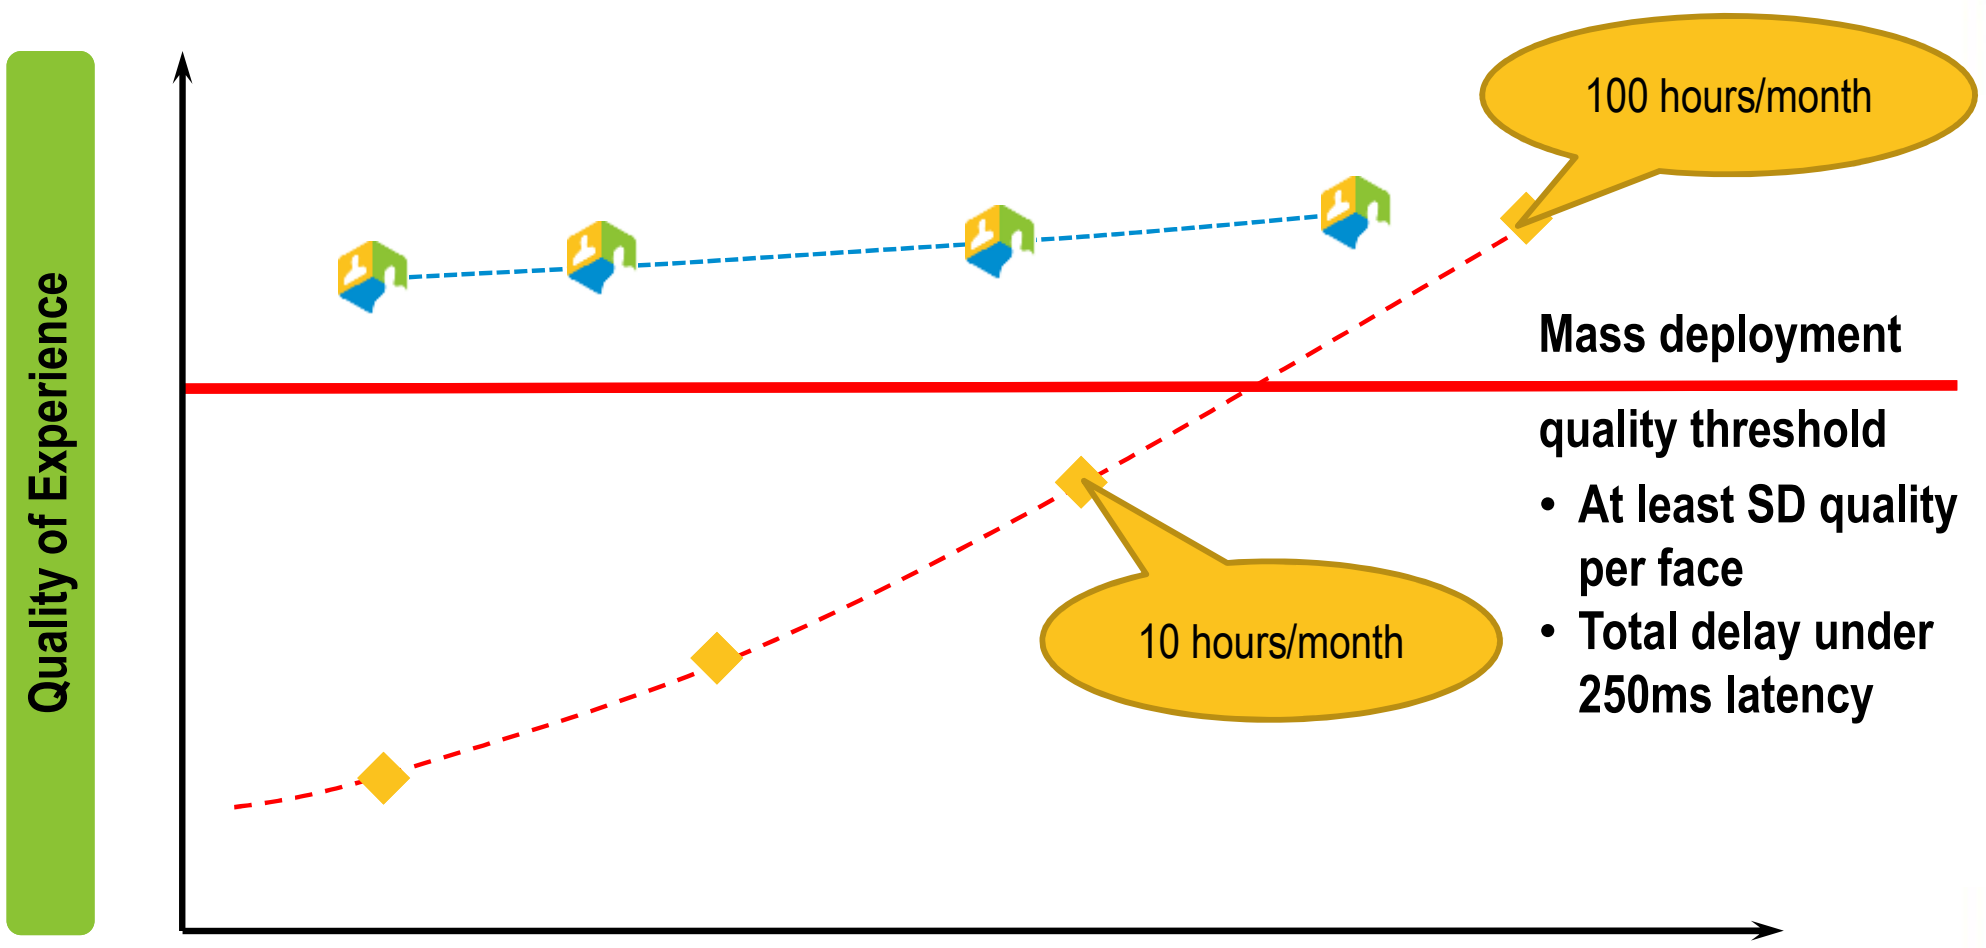 Quality of Experience
100 hours/month
Mass deployment
quality threshold
• At least SD quality
per face
• Total delay under
250ms latency
10 hours/month